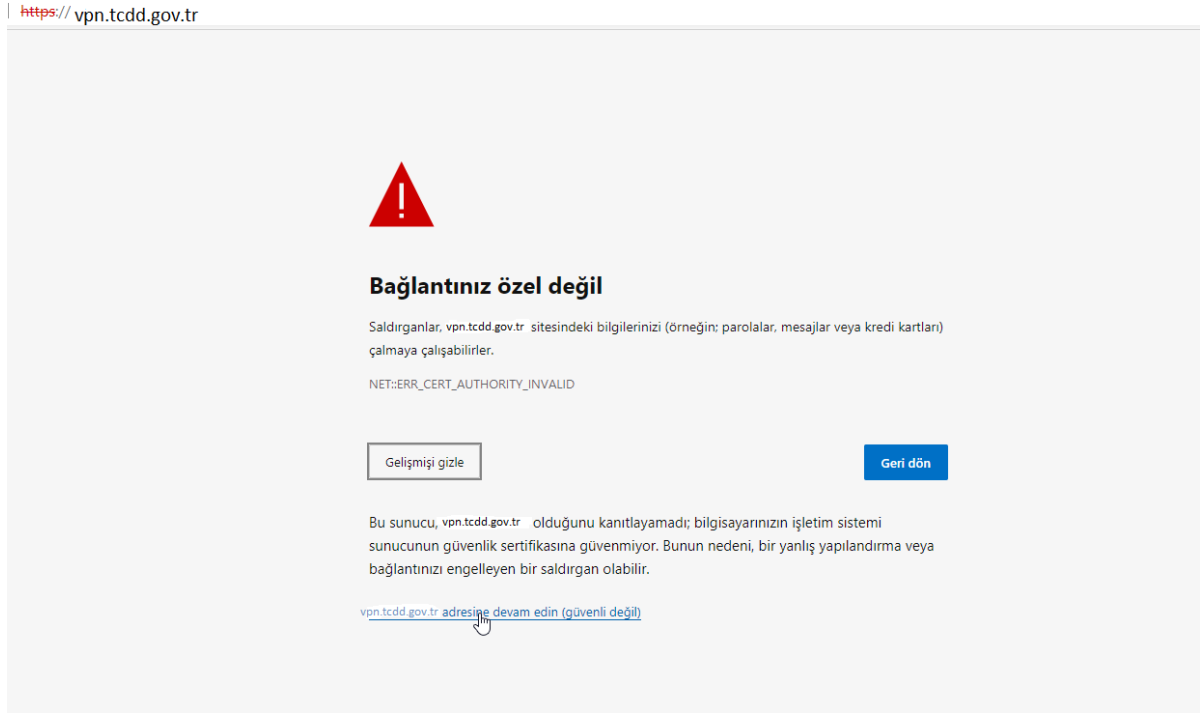 https:// vpn.tcdd.gov.tr
Bağlantınız özel değil
Saldırganlar, vpn.tcdd.gov.tr sitesindeki bilgilerinizi (örneğin; parolalar, mesajlar veya kredi kartları)
çalmaya çalışabilirler.
NET::ERR_CERT_AUTHORITY_INVALID
Gelişmişi gizle
Geri dön
Bu sunucu, vpn.tcdd.gov.tr olduğunu kanıtlayamadı; bilgisayarınızın işletim sistemi
sunucunun güvenlik sertifikasına güvenmiyor. Bunun nedeni, bir yanlış yapılandırma veya
bağlantınızı engelleyen bir saldırgan olabilir.
vpn.tcdd.gov.tr adresine devam edin (güvenli değil)